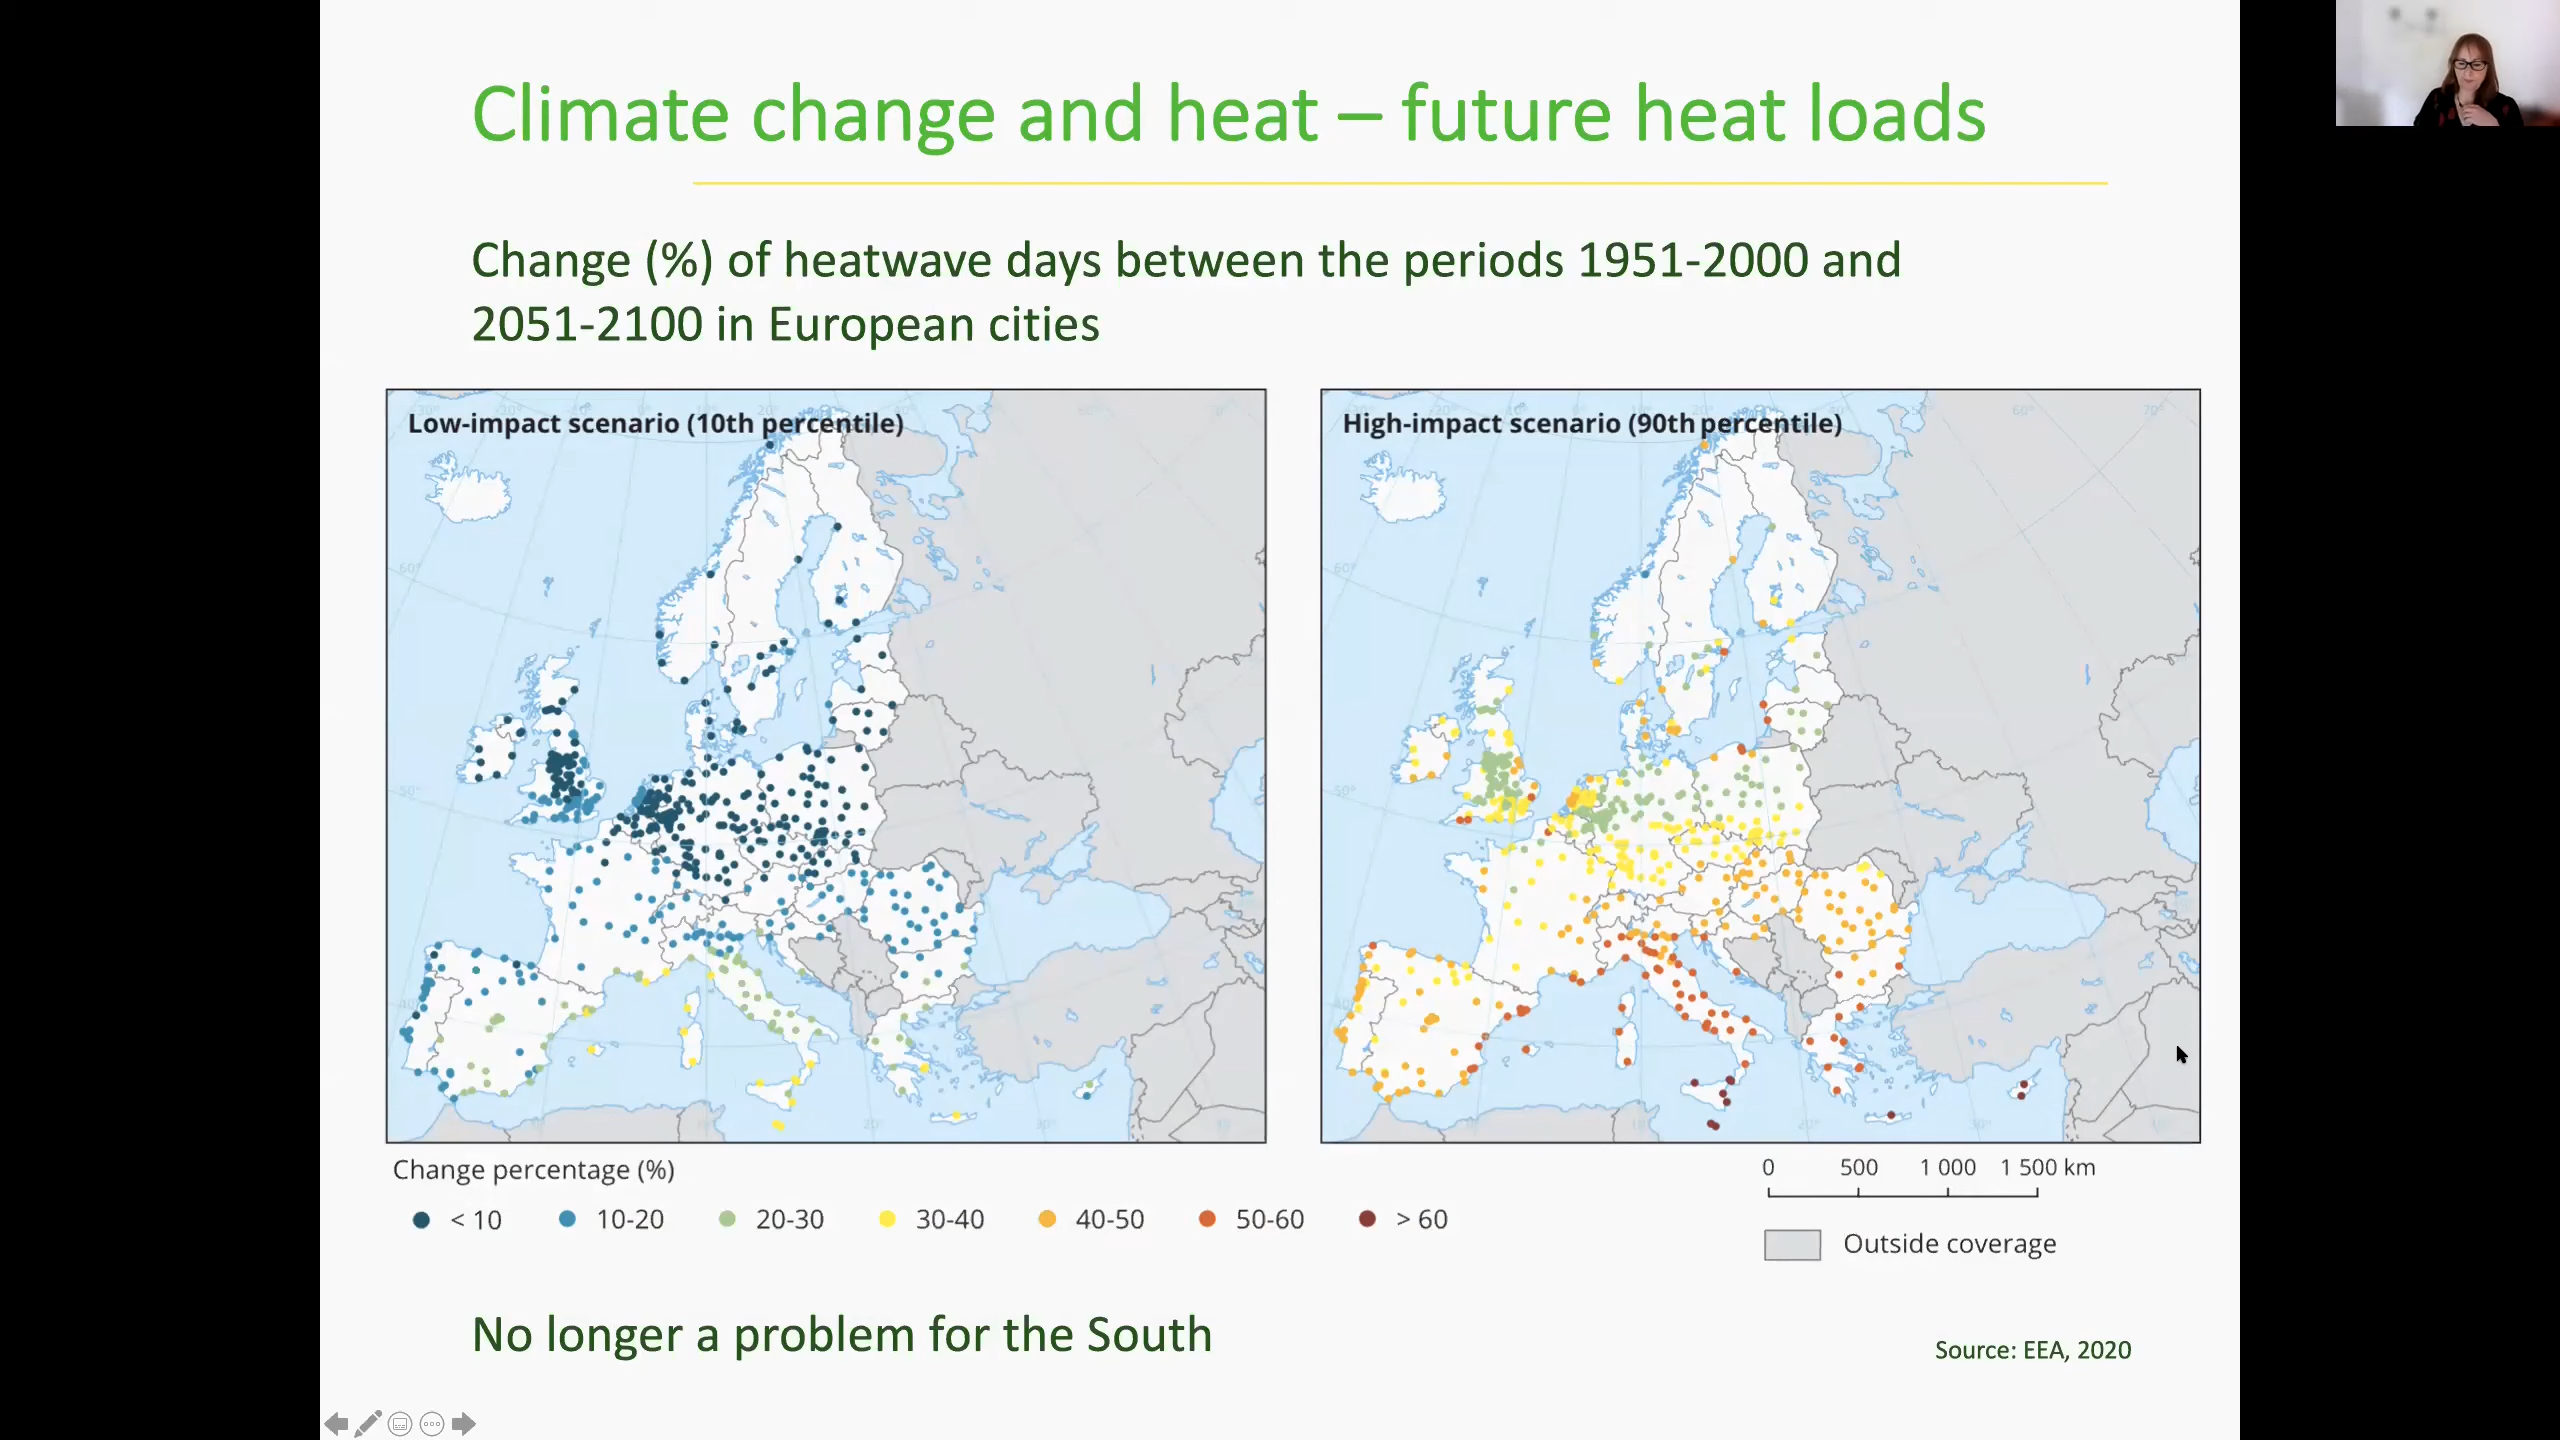 Climate change and heat – future heat loads
Change (%) of heatwave days between the periods 1951-2000 and
2051-2100 in European cities
Low-impact scenario (10th percentile)
High-impact scenario (90th percentile)
Change percentage (%)
< 10
10-20
20-30
30-40
40-50
50-60
> 60
0 500 1 000 1 500 km
Outside coverage
No longer a problem for the South
Source: EEA, 2020